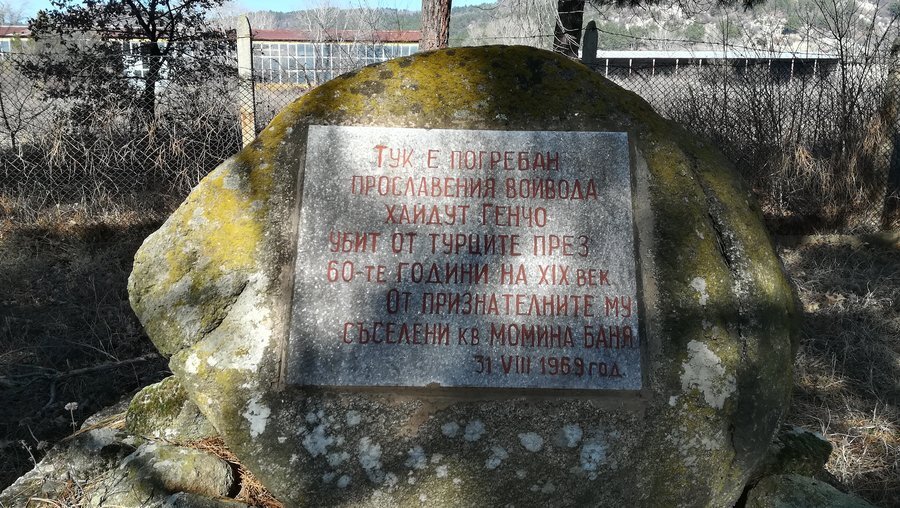 ТУК Е ПОГРЕБАН
ПРОСЛАВЕНИЯ ВОИВОДА
ХАЙДУТ ГЕНЧО
УБИТ ОТ ТУРЦИТЕ ПРЕЗ
60-ТЕ ГОДИНИ НА XIX ВЕК
ОТ ПРИЗНАТЕЛНИТЕ МУ
СЪСЕЛЕНИ КВ МОМИНА БАНЯ
31 VIII 1969 ГОД.